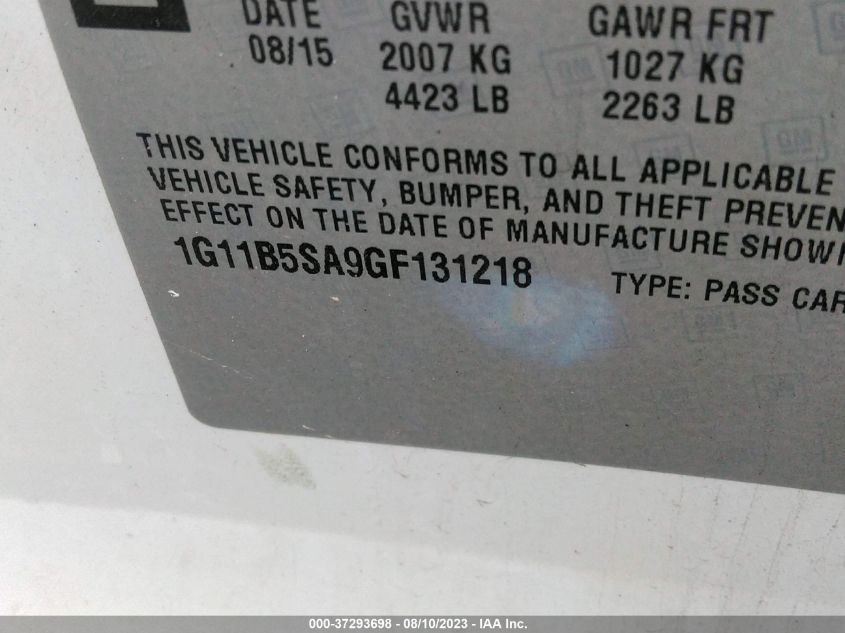 DATE GVWR GAWR FRT
08/15 2007 KG 1027 KG
4423 LB 2263 LB
THIS VEHICLE CONFORMS TO ALL APPLICABLE
VEHICLE SAFETY, BUMPER, AND THEFT PREVEN
EFFECT ON THE DATE OF MANUFACTURE SHOWN
1G11B5SA9GF131218 TYPE: PASS CAR
000-37293698 - 08/10/2023 - IAA Inc.